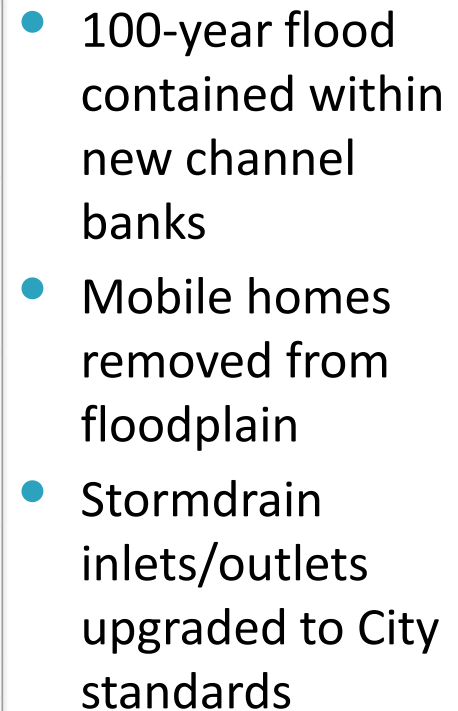 100-year flood
contained within
new channel
banks
Mobile homes
removed from
floodplain
Stormdrain
inlets/outlets
upgraded to City
standards